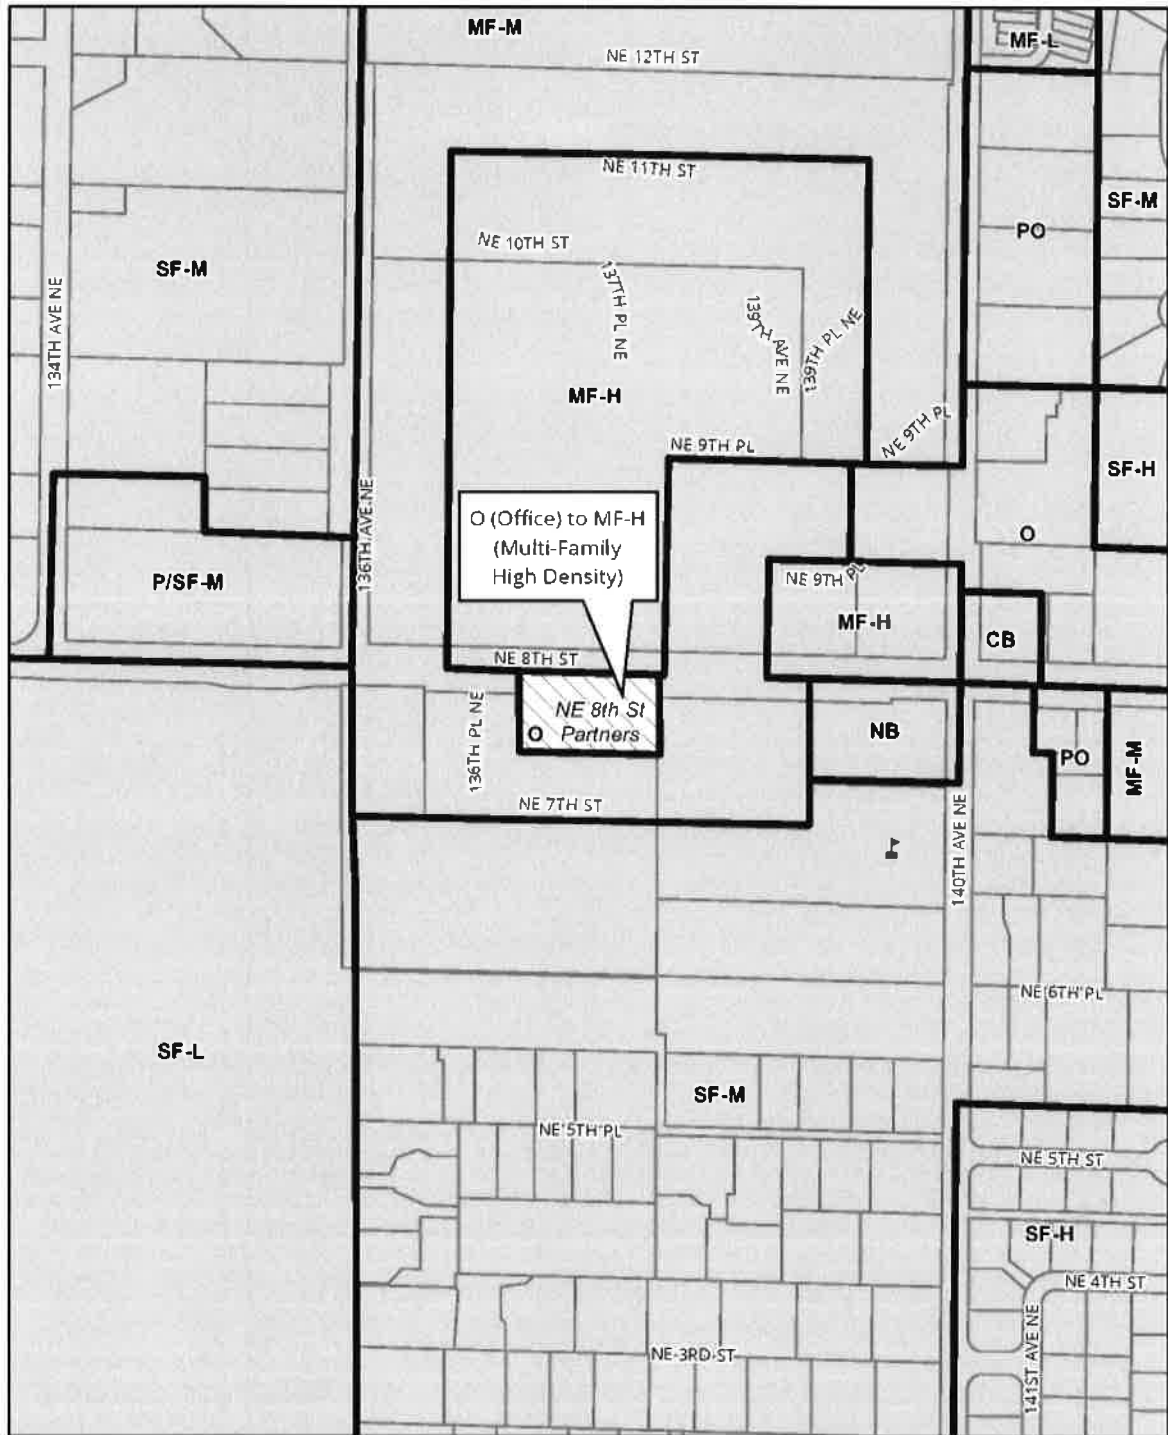 MF-M
MF-L
NE 12TH ST
NE 11TH ST
SF-M
PO
NE 10TH ST
SF-M
137TH PL NE
139TH AVE NE
139TH PL NE
134TH AVE NE
MF-H
NE 9TH PL
NE 9TH PL
SF-H
136TH AVE NE
O (Office) to MF-H
(Multi-Family
High Density)
O
P/SF-M
NE 9TH PL
MF-H
CB
NE 8TH ST
136TH PL NE
NE 8th St
O Partners
NB
PO
MF-M
NE 7TH ST
140TH AVE NE
NE 6TH PL
SF-L
SF-M
NE 5TH PL
NE 5TH ST
SF-H
NE 4TH ST
NE 3RD ST
141ST AVE NE